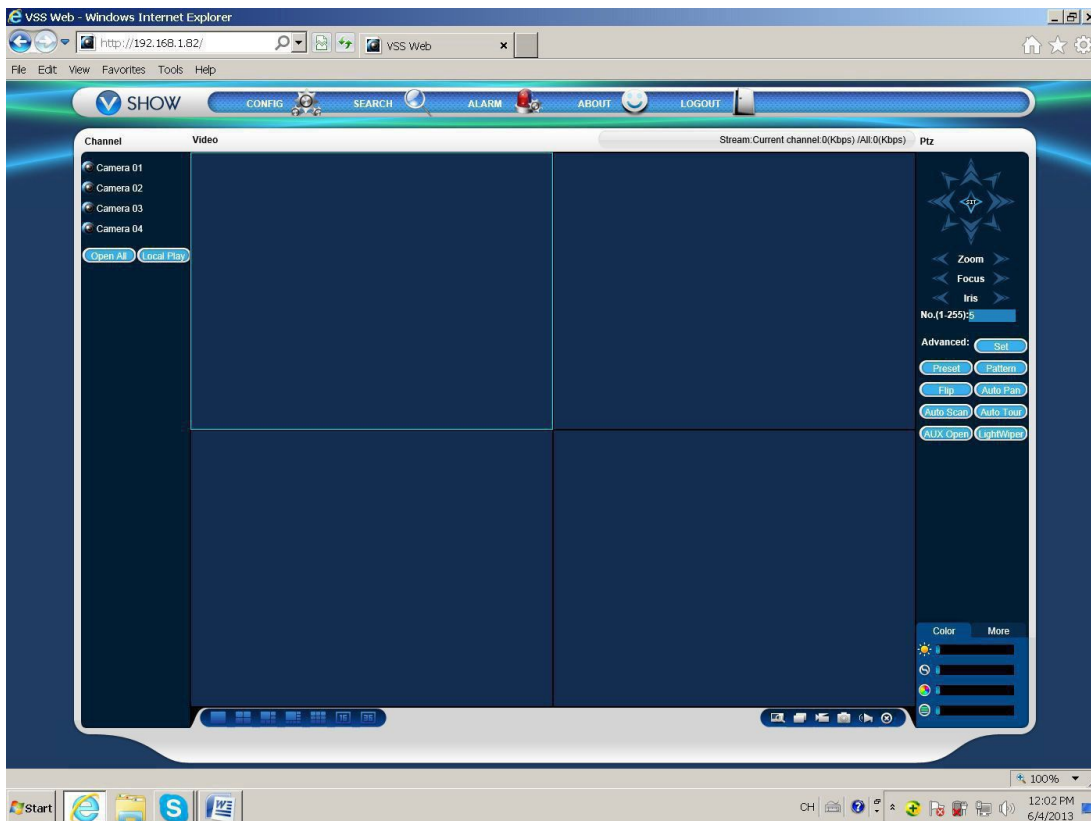 VSS Web - Windows Internet Explorer
http://192.168.1.82/
VSS Web
File Edit View Favorites Tools Help
V SHOW CONFIG SEARCH ALARM ABOUT LOGOUT
Channel Video Stream:Current channel:0(Kbps) /All:0(Kbps) Ptz
Camera 01
Camera 02
Camera 03
Camera 04
Open All Local Play
SIT
Zoom
Focus
Iris
No.(1-255):5
Advanced: Set
Preset Pattern
Flip Auto Pan
Auto Scan Auto Tour
AUX Open LightWiper
Color More
16 36
100%
Start S W CH 12:02 PM
6/4/2013